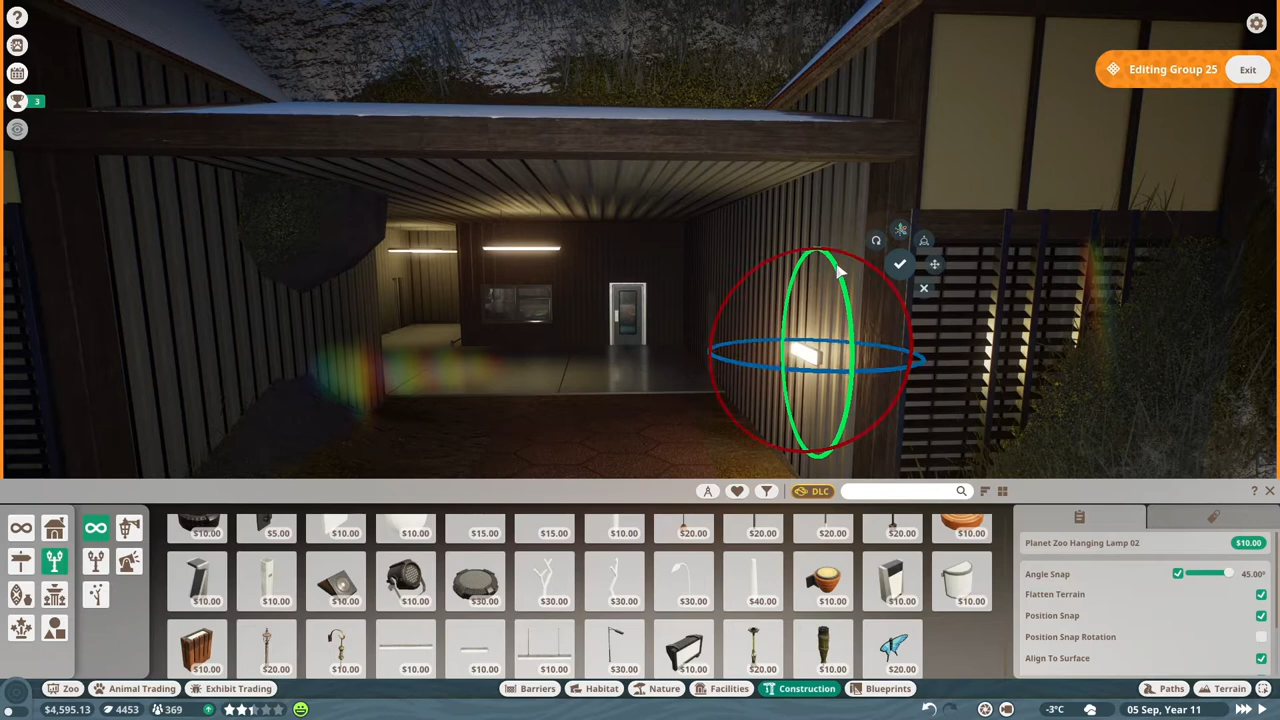 ?
3
Editing Group 25
Exit
DLC
?
$10.00 $5.00 $10.00 $10.00 $15.00 $15.00 $10.00 $20.00 $20.00 $10.00 $20.00 $10.00
$10.00 $10.00 $10.00 $10.00 $30.00 $30.00 $30.00 $30.00 $40.00 $10.00 $10.00 $10.00
$10.00 $20.00 $10.00 $10.00 $10.00 $10.00 $30.00 $10.00 $20.00 $10.00 $20.00
Planet Zoo Hanging Lamp 02 $10.00
Angle Snap 45.00°
Flatten Terrain
Position Snap
Position Snap Rotation
Align To Surface
Zoo Animal Trading Exhibit Trading Barriers Habitat Nature Facilities Construction Blueprints Paths Terrain
$4,595.13 4453 369 -3°C 05 Sep, Year 11